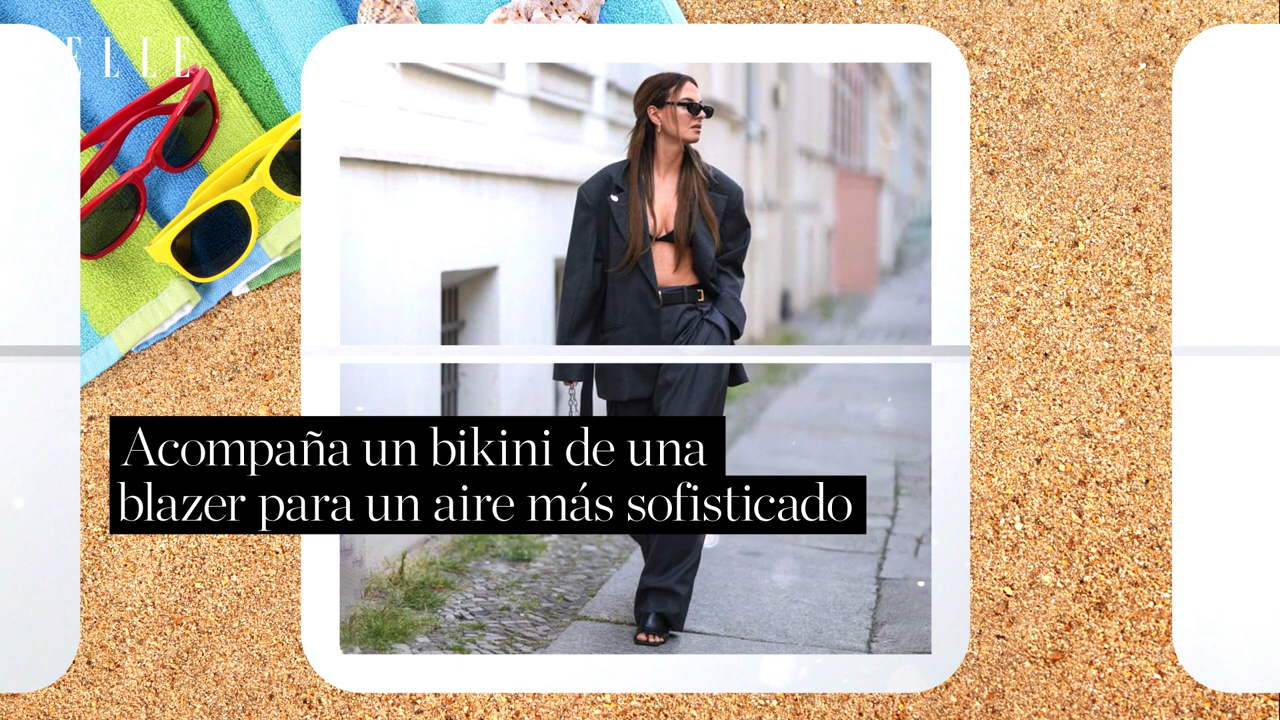 ELLE
Acompaña un bikini de una
blazer para un aire más sofisticado